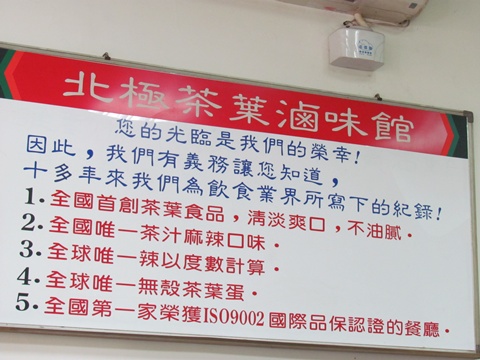 北極茶葉滷味館
您的光臨是我們的榮幸!
因此,我們有義務讓您知道,
十多年來我們為飲食業界所寫下的紀錄!
1.全國首創茶葉食品,清淡爽口,不油膩.
2.全國唯一茶汁麻辣口味.
3.全球唯一辣以度數計算.
4.全球唯一無殼茶葉蛋.
5.全國第一家榮獲ISO9002國際品保認證的餐廳.